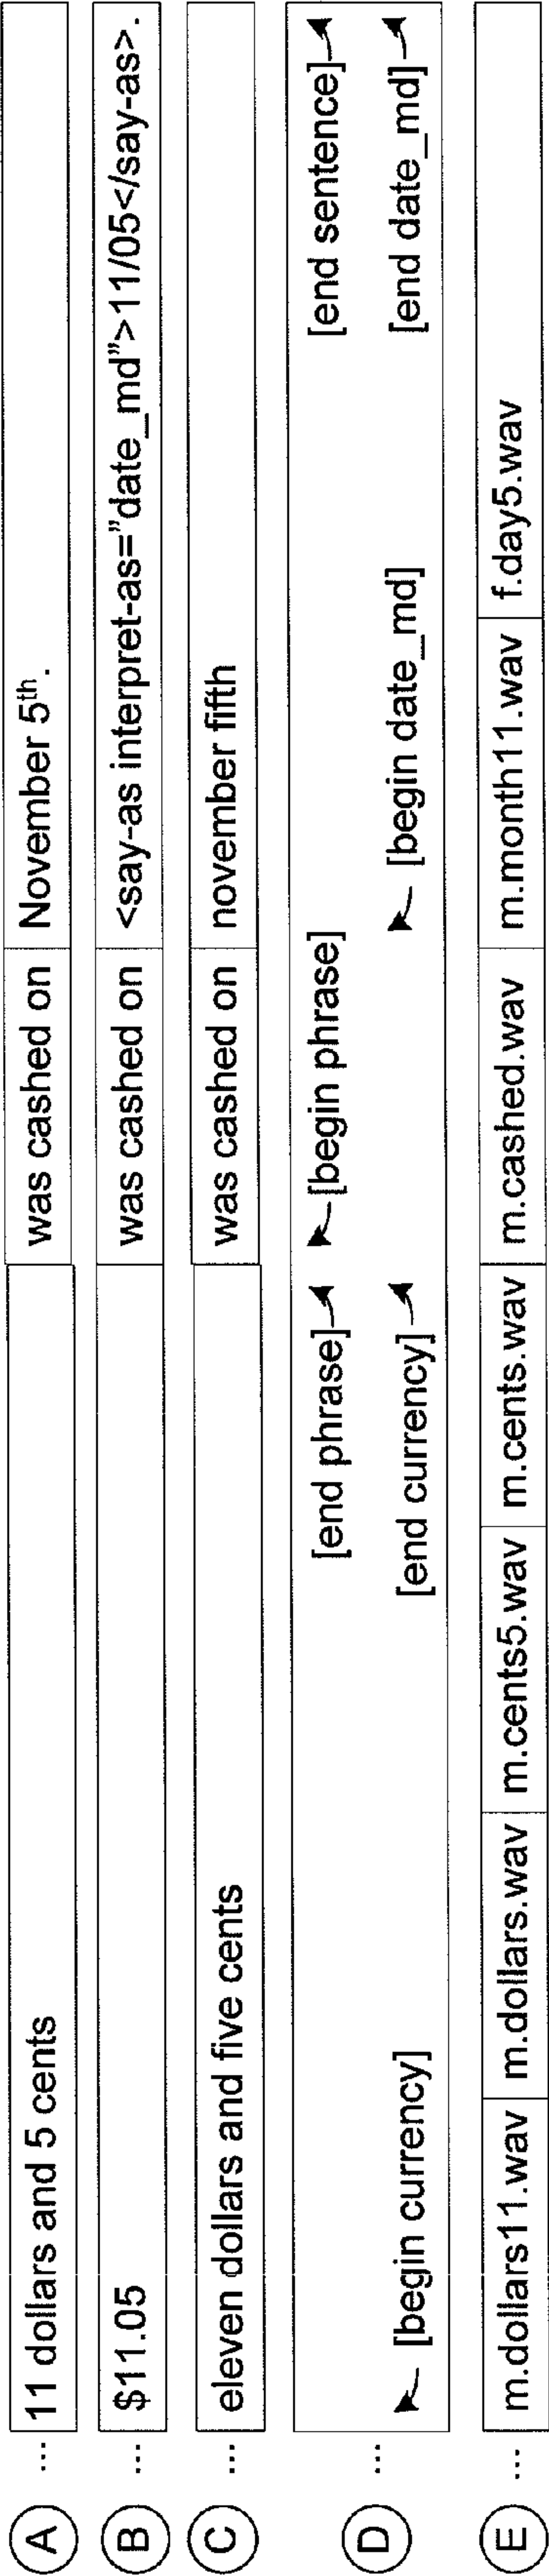 A ... 11 dollars and 5 cents was cashed on November 5th.
B ... $11.05 was cashed on <say-as interpret-as="date_md">11/05</say-as>.
C ... eleven dollars and five cents was cashed on november fifth
D ... [end phrase] [begin phrase] [end sentence]
[begin currency] [end currency] [begin date_md] [end date_md]
E ... m.dollars11.wav m.dollars.wav m.cents5.wav m.cents.wav m.cashed.wav m.month11.wav f.day5.wav